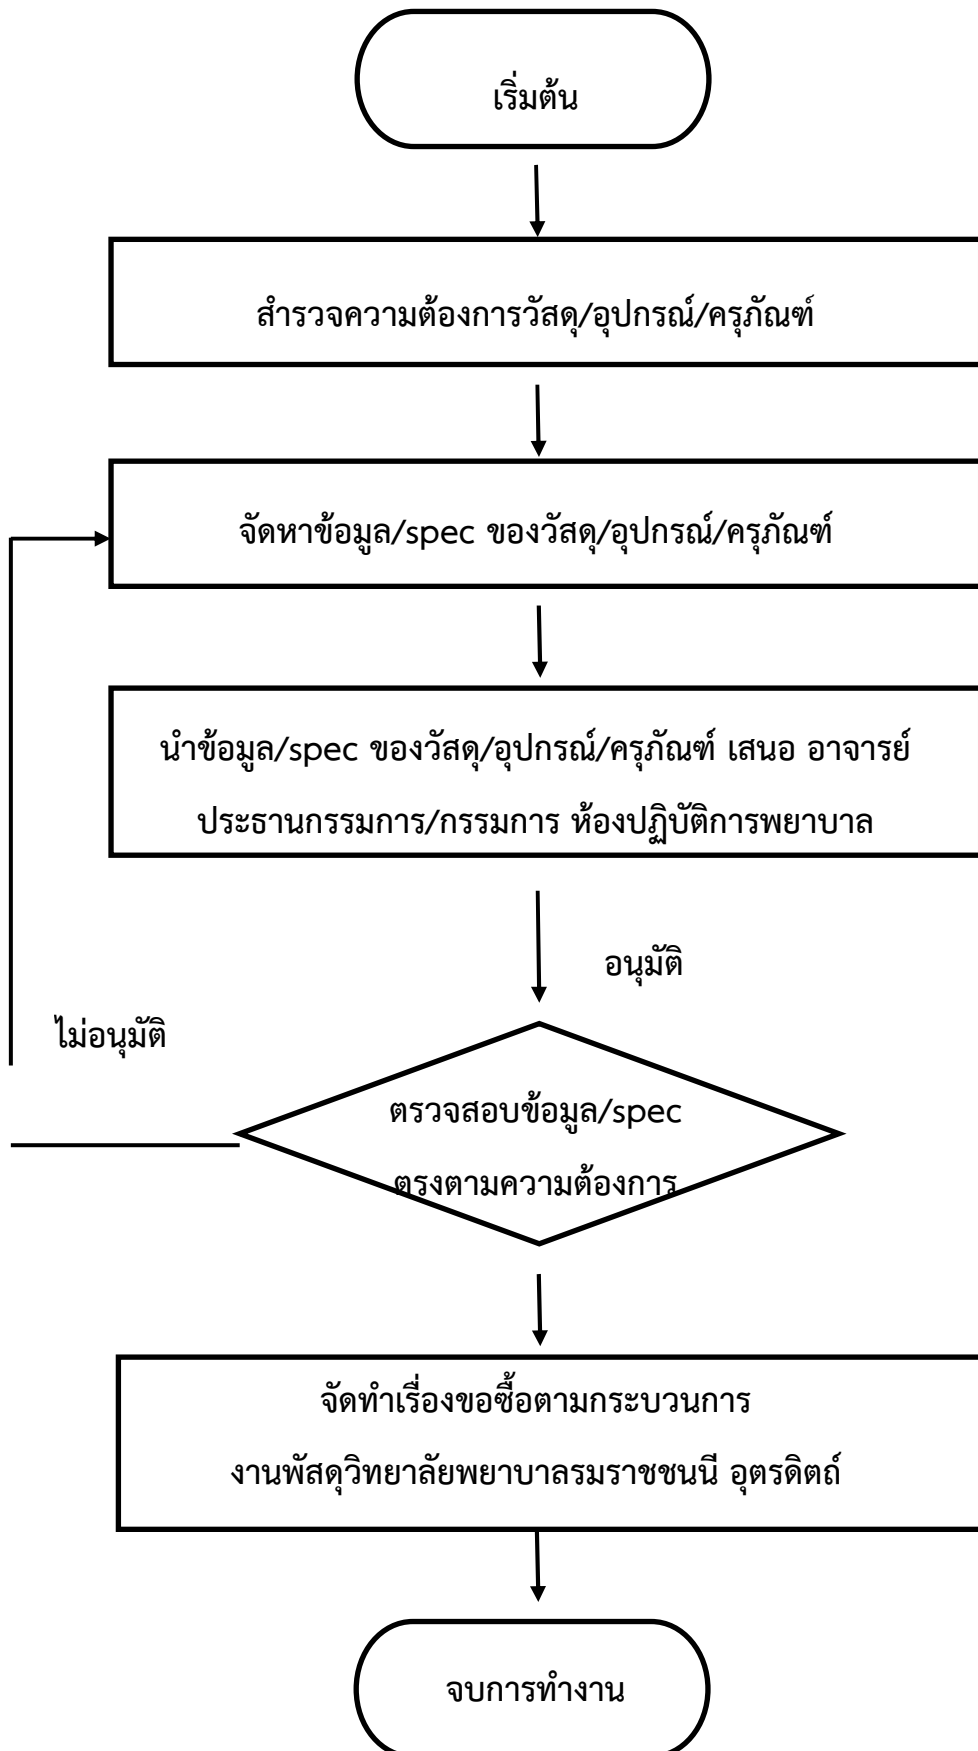 เริ่มต้น
สำรวจความต้องการวัสดุ/อุปกรณ์/ครุภัณฑ์
จัดหาข้อมูล/spec ของวัสดุ/อุปกรณ์/ครุภัณฑ์
นำข้อมูล/spec ของวัสดุ/อุปกรณ์/ครุภัณฑ์ เสนอ อาจารย์
ประธานกรรมการ/กรรมการ ห้องปฏิบัติการพยาบาล
อนุมัติ
ไม่อนุมัติ
ตรวจสอบข้อมูล/spec
ตรงตามความต้องการ
จัดทำเรื่องขอซื้อตามกระบวนการ
งานพัสดุวิทยาลัยพยาบาลรมราชชนนี อุตรดิตถ์
จบการทำงาน